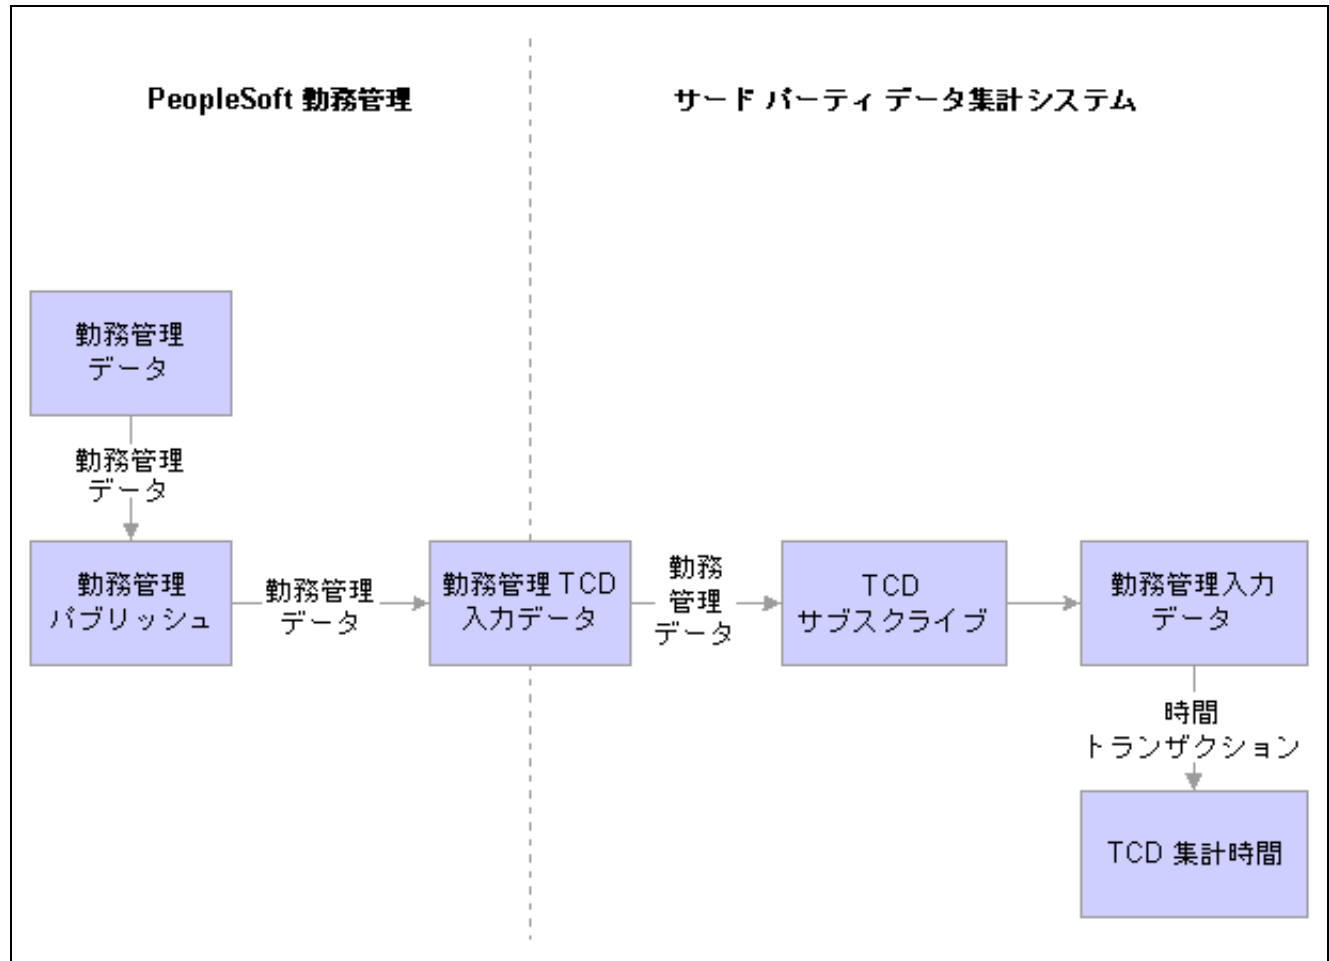 PeopleSoft 勤務管理
サード パーティ データ集計システム
勤務管理
データ
勤務管理
データ
勤務管理
パブリッシュ
勤務管理
データ
勤務管理 TCD
入力データ
勤務
管理
データ
TCD
サブスクライブ
勤務管理入力
データ
時間
トランザクション
TCD 集計時間